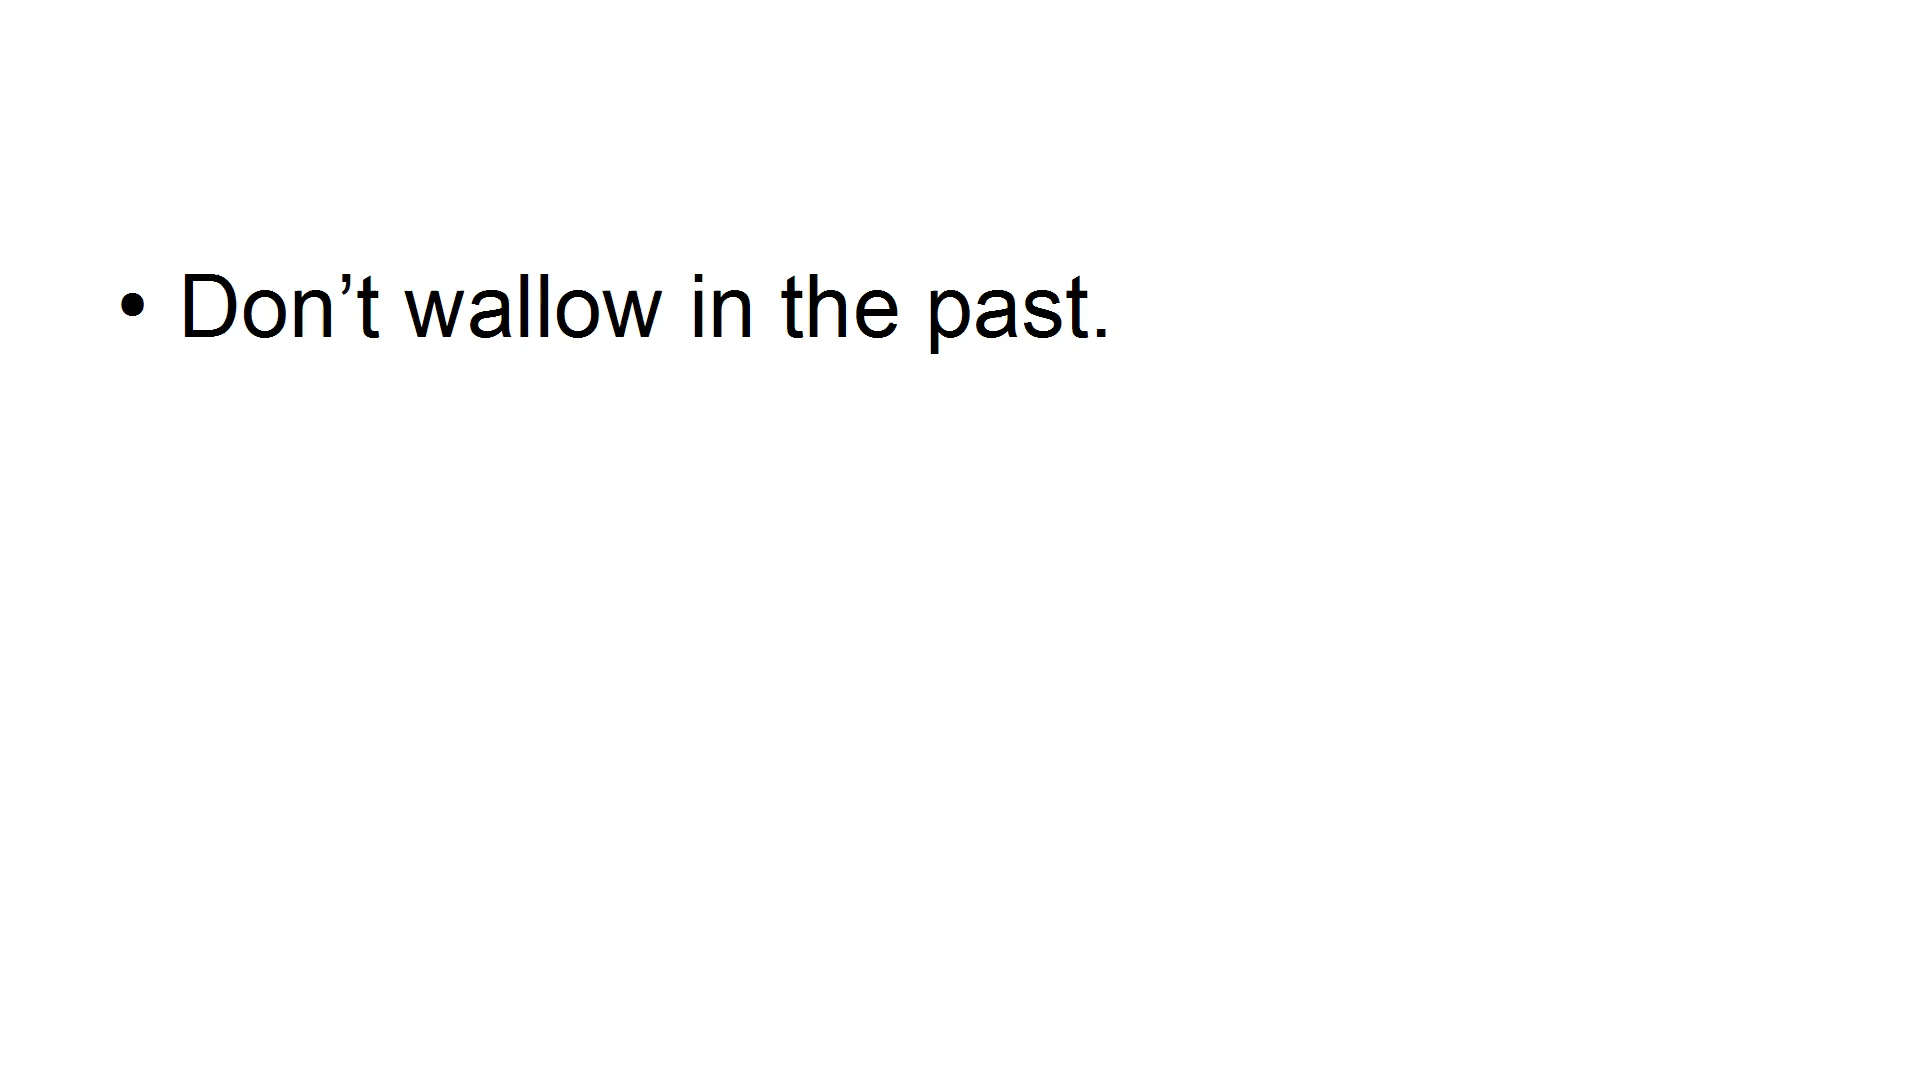 • Don’t wallow in the past.